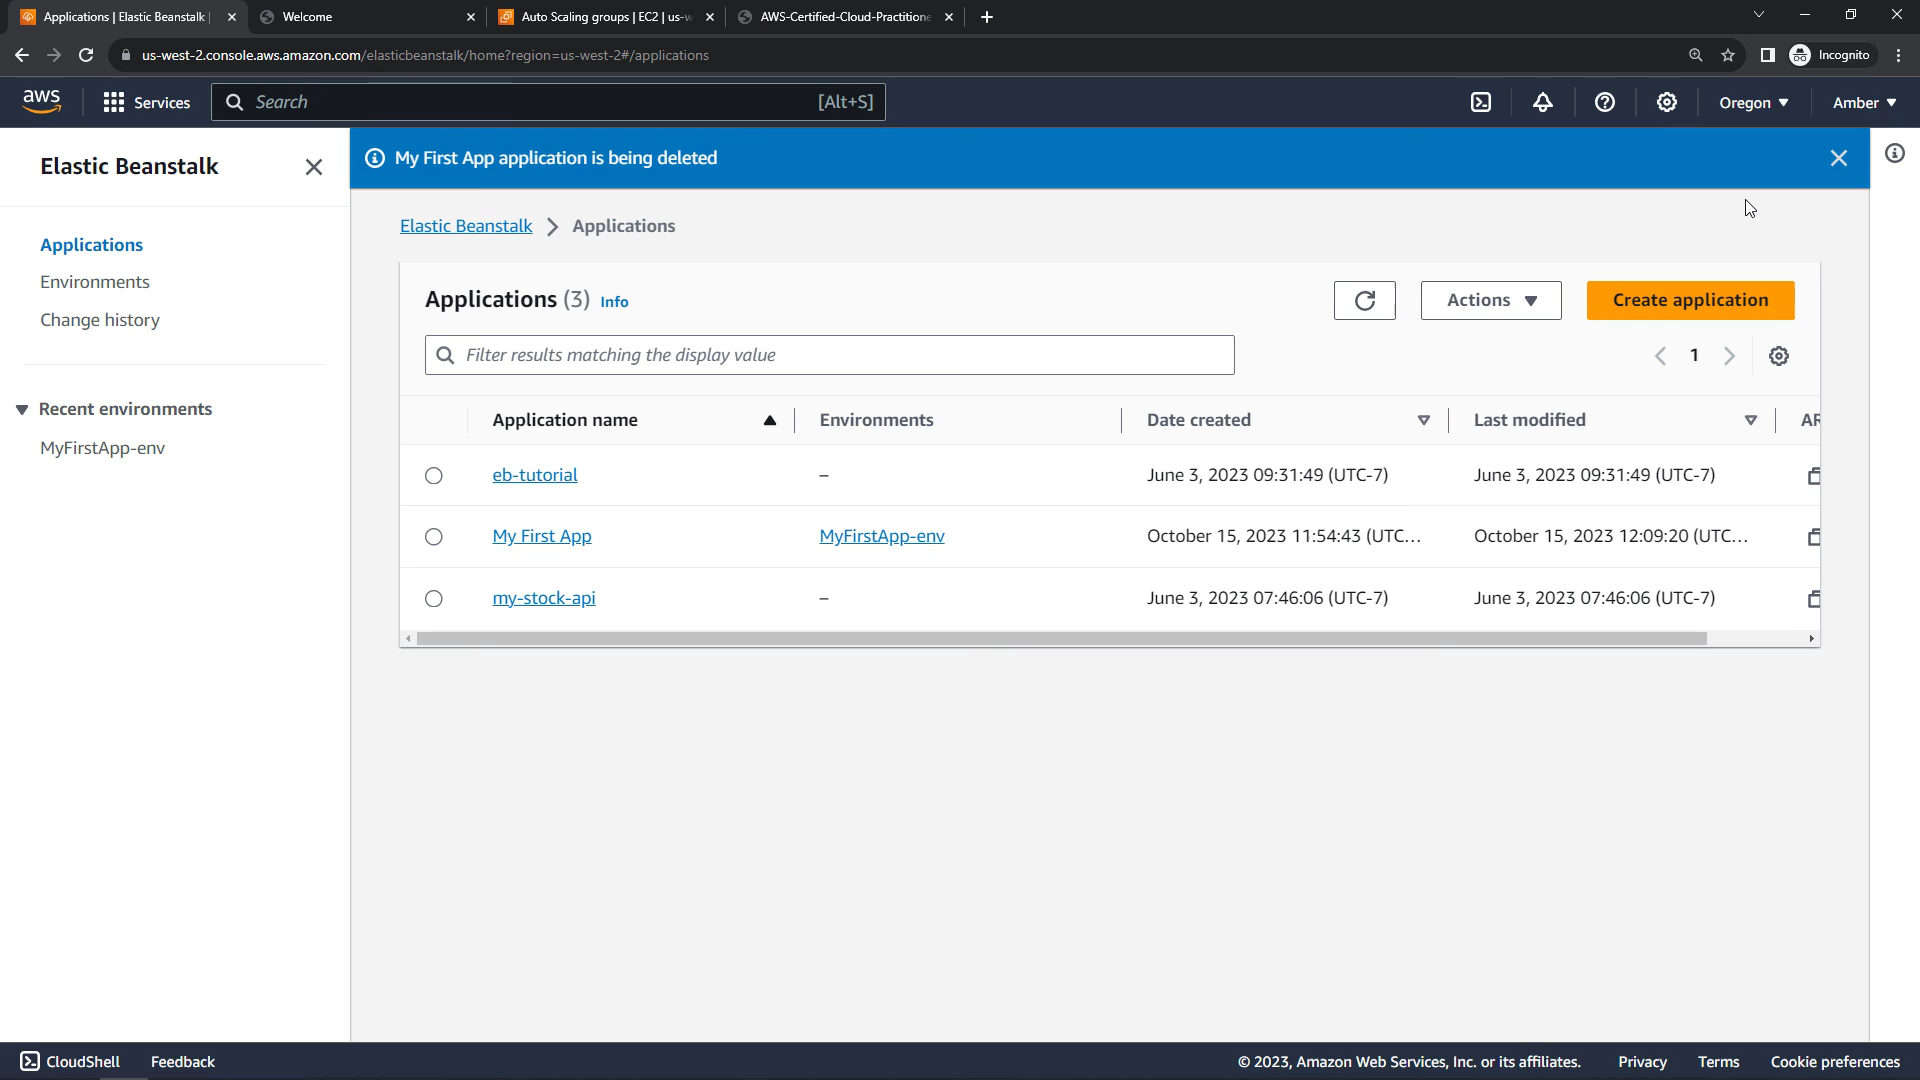 Applications | Elastic Beanstalk
Welcome
Auto Scaling groups | EC2 | us-w
AWS-Certified-Cloud-Practitione
us-west-2.console.aws.amazon.com/elasticbeanstalk/home?region=us-west-2#/applications
Incognito
aws
Services
Search
[Alt+S]
Oregon
Amber
Elastic Beanstalk
My First App application is being deleted
Elastic Beanstalk
Applications
Applications
Environments
Change history
Recent environments
MyFirstApp-env
Applications (3) Info
Actions
Create application
Filter results matching the display value
1
Application name
Environments
Date created
Last modified
AR
eb-tutorial
–
June 3, 2023 09:31:49 (UTC-7)
June 3, 2023 09:31:49 (UTC-7)
My First App
MyFirstApp-env
October 15, 2023 11:54:43 (UTC...
October 15, 2023 12:09:20 (UTC...
my-stock-api
–
June 3, 2023 07:46:06 (UTC-7)
June 3, 2023 07:46:06 (UTC-7)
CloudShell
Feedback
© 2023, Amazon Web Services, Inc. or its affiliates.
Privacy
Terms
Cookie preferences